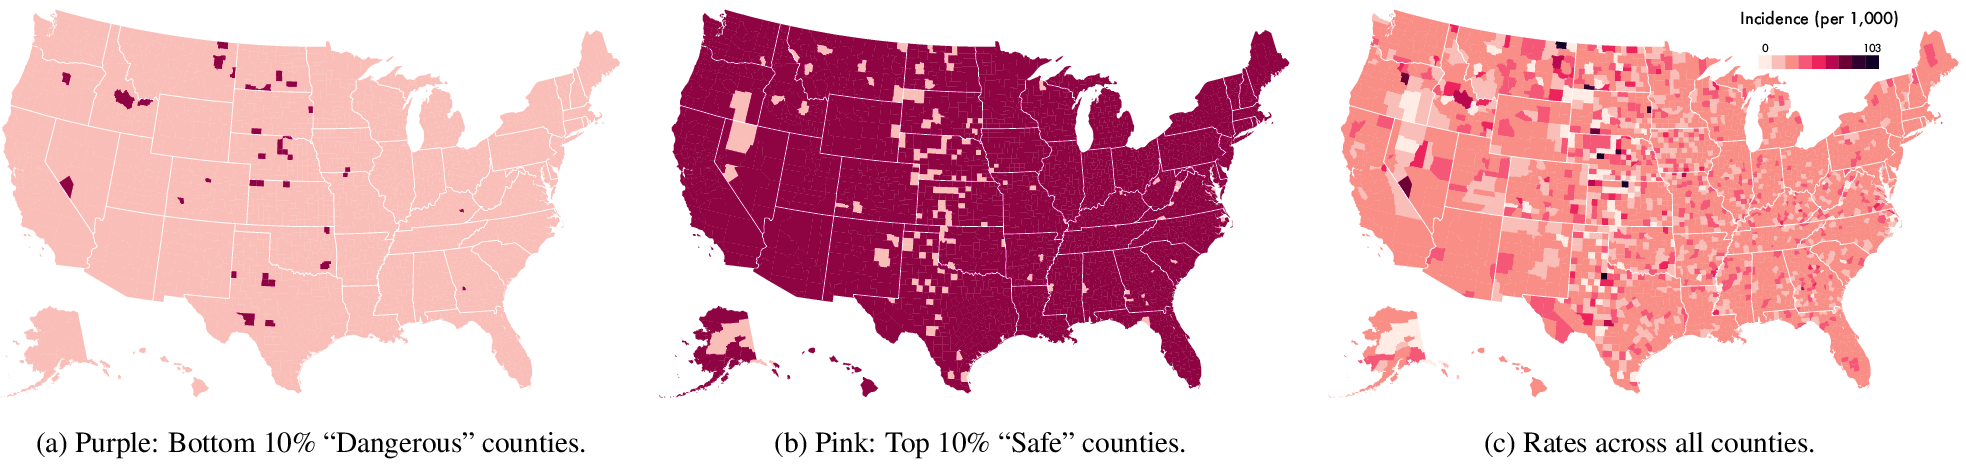 Incidence (per 1,000)
0 103
(a) Purple: Bottom 10% “Dangerous” counties.
(b) Pink: Top 10% “Safe” counties.
(c) Rates across all counties.